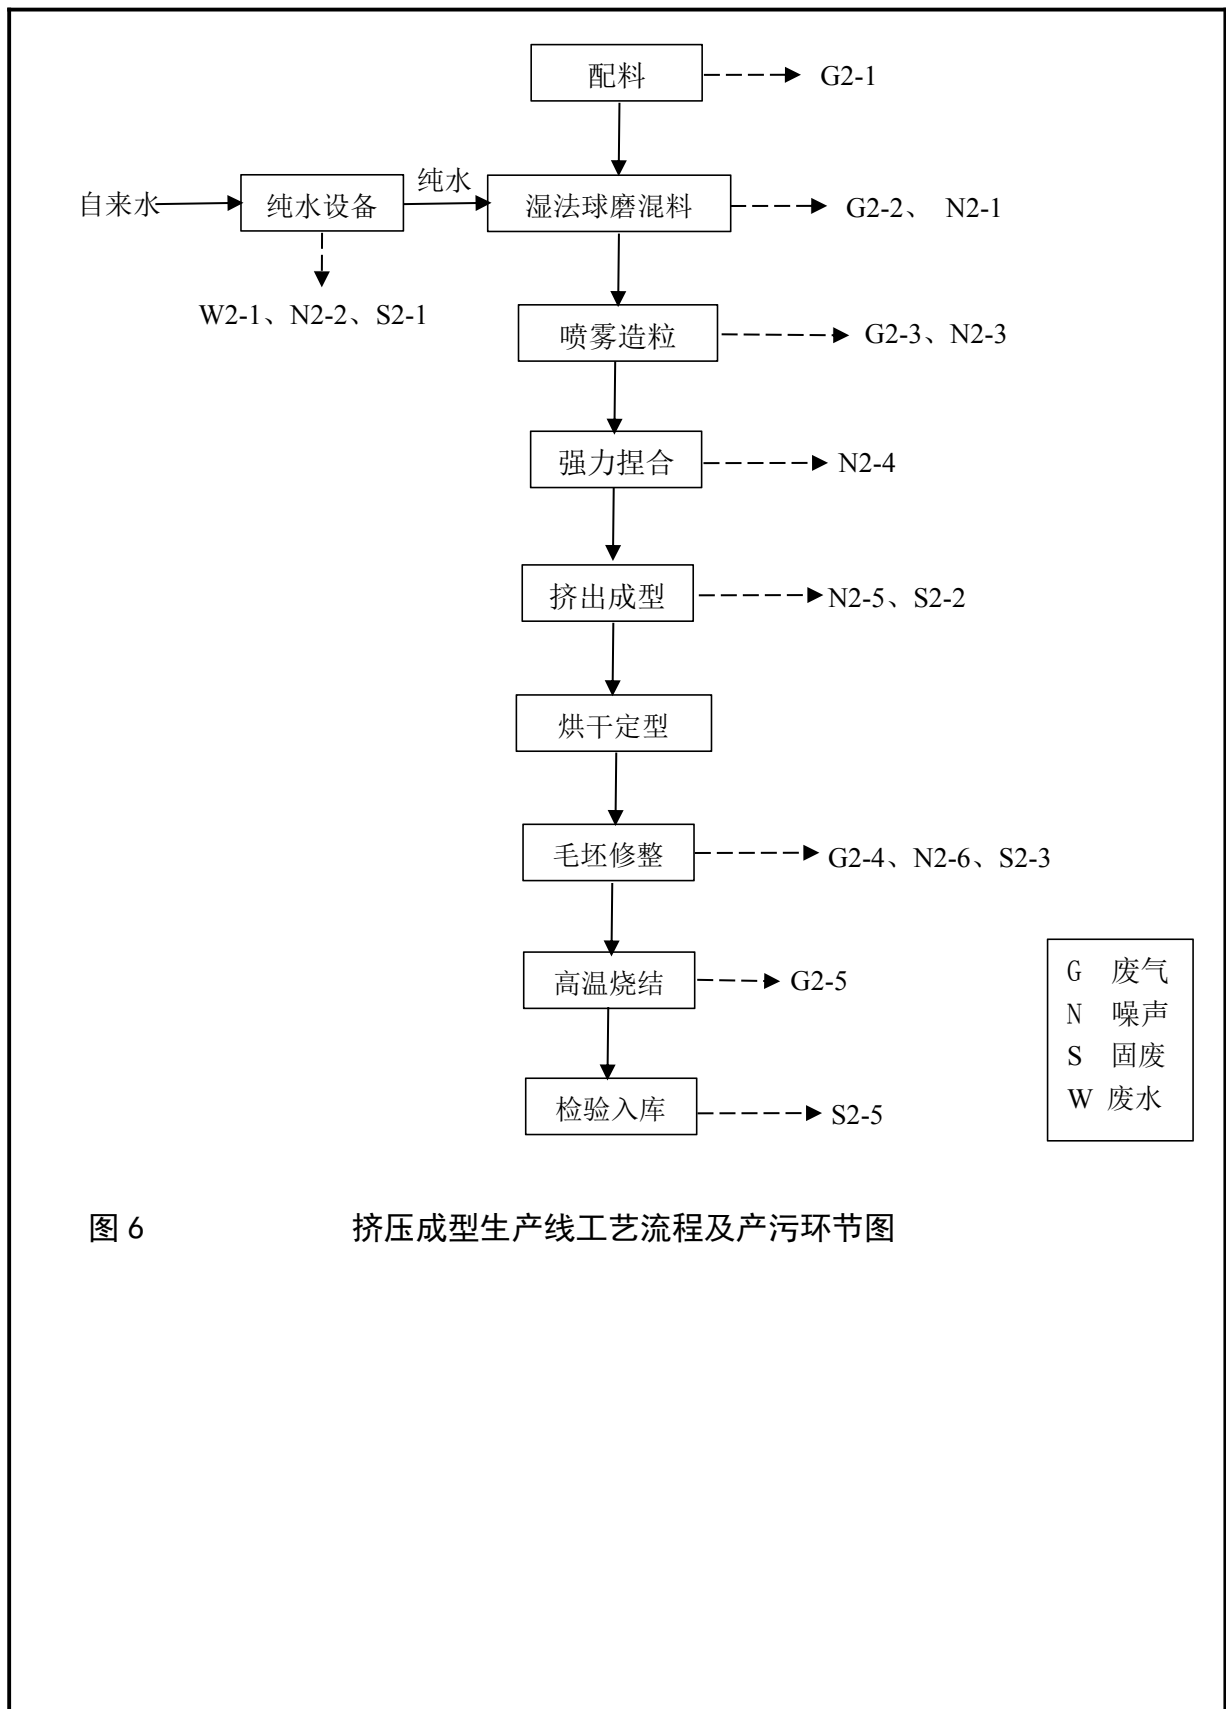 配料 G2-1
纯水
自来水 纯水设备 湿法球磨混料 G2-2、 N2-1
W2-1、N2-2、S2-1
喷雾造粒 G2-3、N2-3
强力捏合 N2-4
挤出成型 N2-5、S2-2
烘干定型
毛坯修整 G2-4、N2-6、S2-3
高温烧结 G2-5
检验入库 S2-5
G 废气
N 噪声
S 固废
W 废水
图 6 挤压成型生产线工艺流程及产污环节图